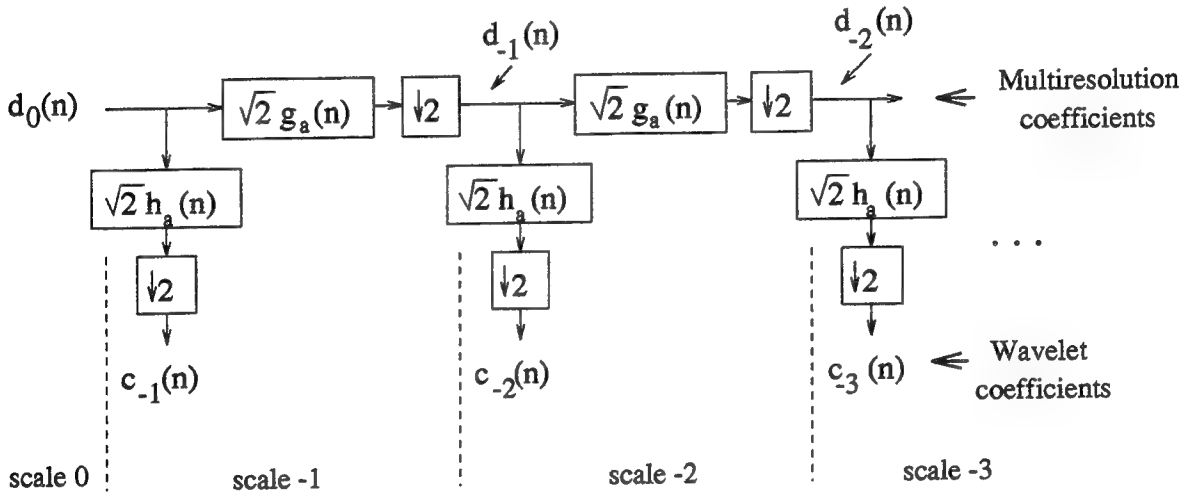 d_-1(n)
d_-2(n)
d_0(n)
√2 g_a(n)
↓2
√2 g_a(n)
↓2
Multiresolution
coefficients
√2 h_a(n)
√2 h_a(n)
√2 h_a(n)
. . .
↓2
↓2
↓2
c_-1(n)
c_-2(n)
c_-3 (n)
Wavelet
coefficients
scale 0
scale -1
scale -2
scale -3